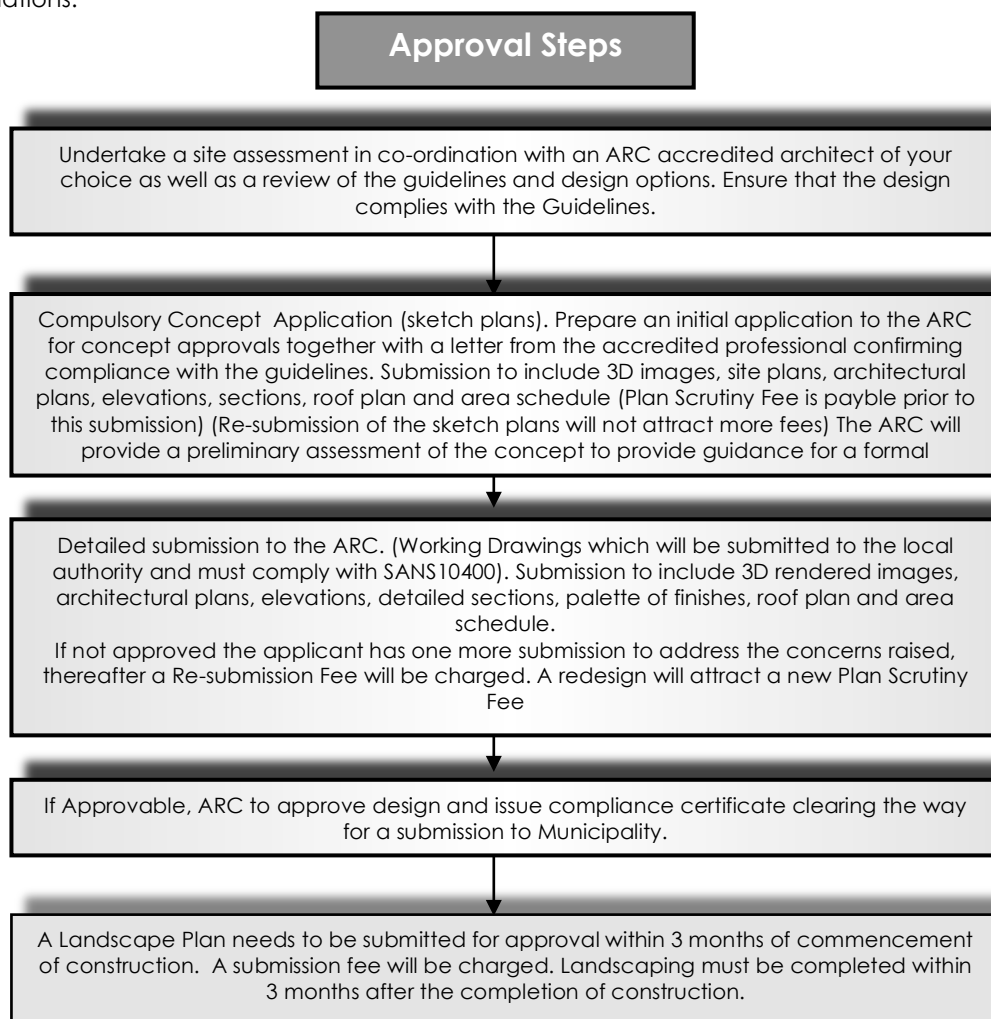 Approval Steps
Undertake a site assessment in co-ordination with an ARC accredited architect of your
choice as well as a review of the guidelines and design options. Ensure that the design
complies with the Guidelines.
Compulsory Concept  Application (sketch plans). Prepare an initial application to the ARC
for concept approvals together with a letter from the accredited professional confirming
compliance with the guidelines. Submission to include 3D images, site plans, architectural
plans, elevations, sections, roof plan and area schedule (Plan Scrutiny Fee is payble prior to
this submission) (Re-submission of the sketch plans will not attract more fees) The ARC will
provide a preliminary assessment of the concept to provide guidance for a formal
Detailed submission to the ARC. (Working Drawings which will be submitted to the local
authority and must comply with SANS10400). Submission to include 3D rendered images,
architectural plans, elevations, detailed sections, palette of finishes, roof plan and area
schedule.
If not approved the applicant has one more submission to address the concerns raised,
thereafter a Re-submission Fee will be charged. A redesign will attract a new Plan Scrutiny
Fee
If Approvable, ARC to approve design and issue compliance certificate clearing the way
for a submission to Municipality.
A Landscape Plan needs to be submitted for approval within 3 months of commencement
of construction.  A submission fee will be charged. Landscaping must be completed within
3 months after the completion of construction.